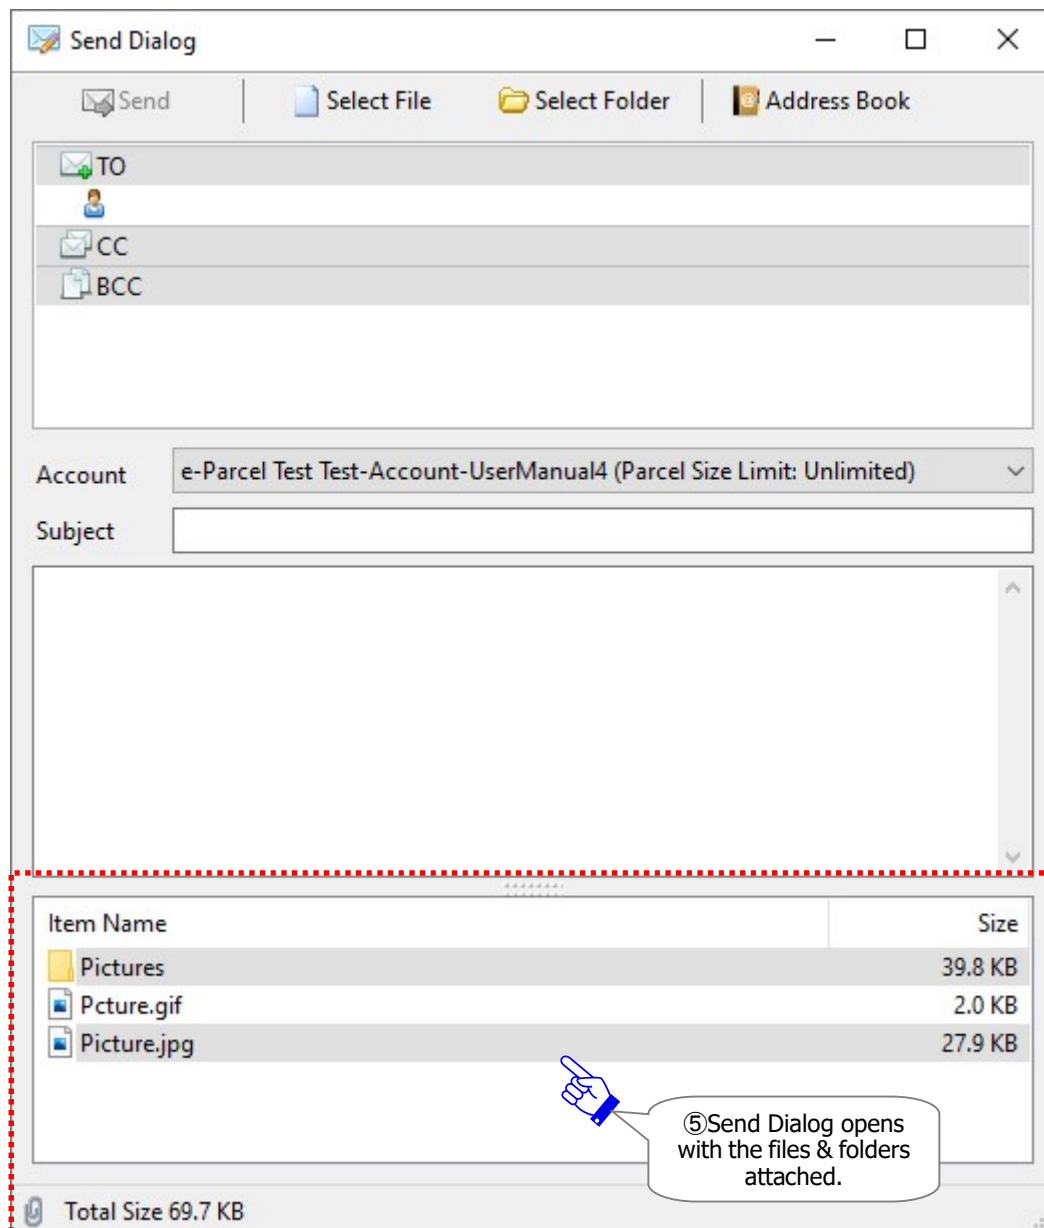 Send Dialog
Send Select File Select Folder Address Book
TO
CC
BCC
Account e-Parcel Test Test-Account-UserManual4 (Parcel Size Limit: Unlimited)
Subject
Item Name Size
Pictures 39.8 KB
Pcture.gif 2.0 KB
Picture.jpg 27.9 KB
⑤Send Dialog opens
with the files & folders
attached.
Total Size 69.7 KB